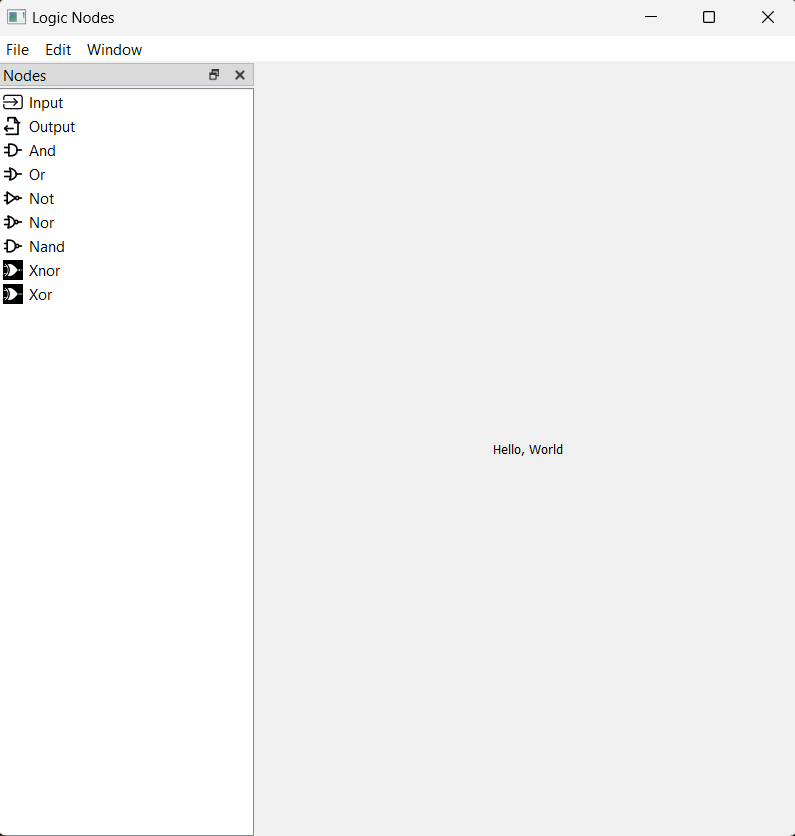 Logic Nodes
File Edit Window
Nodes
Input
Output
And
Or
Not
Nor
Nand
Xnor
Xor
Hello, World